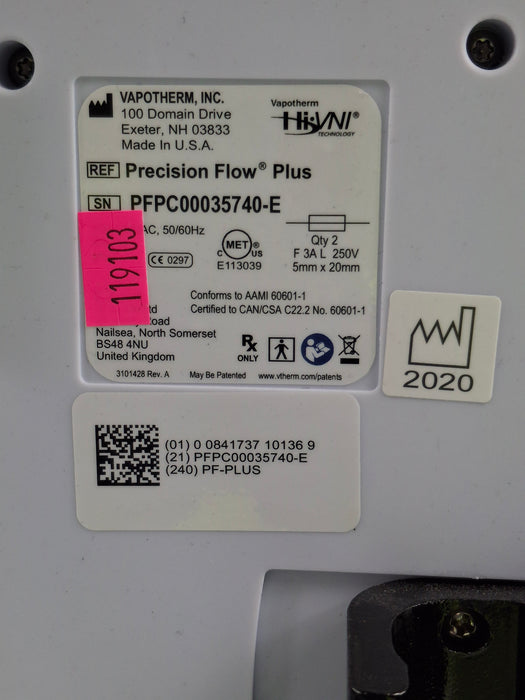 VAPOTHERM, INC.
100 Domain Drive
Exeter, NH 03833
Made In U.S.A.
Vapotherm
Hi-VNI®
TECHNOLOGY
REF Precision Flow® Plus
SN PFPC00035740-E
AC, 50/60Hz
CE 0297
C MET ® US
E113039
Qty 2
F 3A L 250V
5mm x 20mm
119103
Conforms to AAMI 60601-1
Certified to CAN/CSA C22.2 No. 60601-1
Nailsea, North Somerset
BS48 4NU
United Kingdom
Rx
ONLY
3101428 Rev. A May Be Patented www.vtherm.com/patents
2020
(01) 0 0841737 10136 9
(21) PFPC00035740-E
(240) PF-PLUS